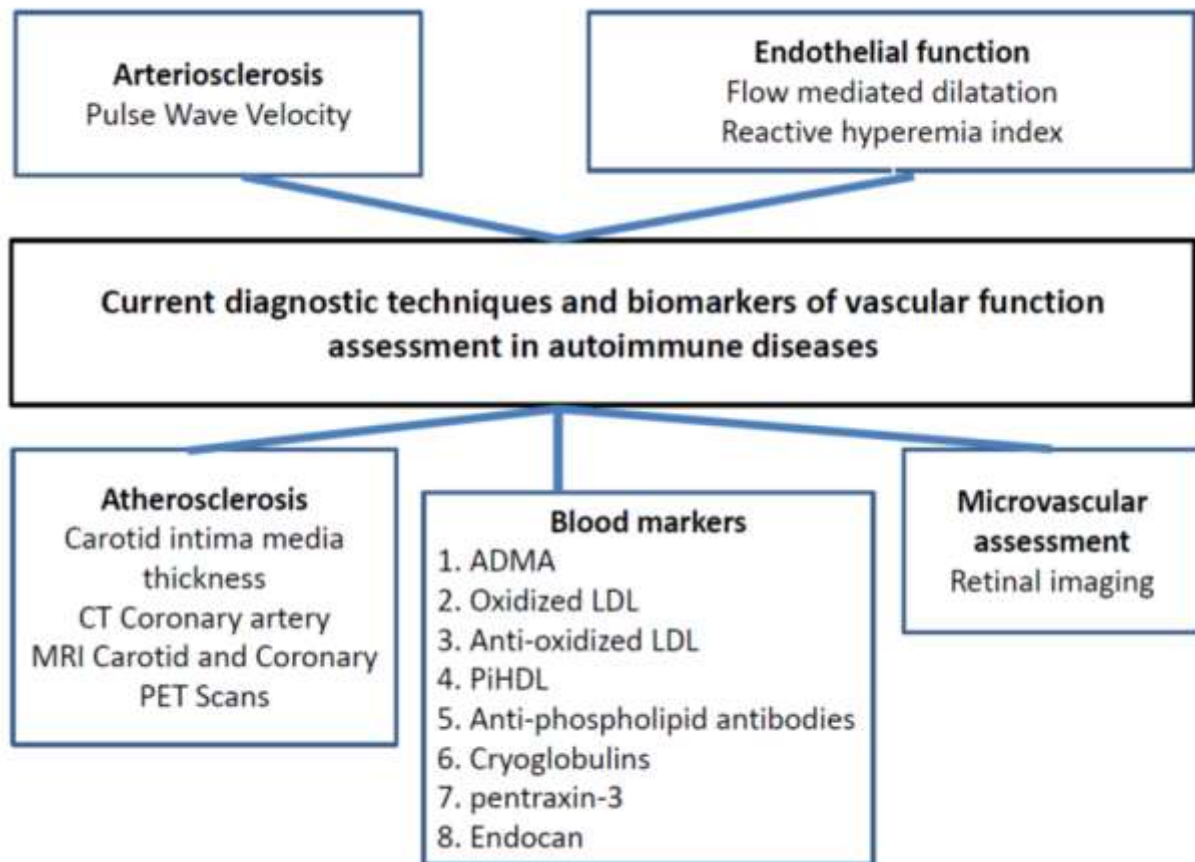 Arteriosclerosis
Pulse Wave Velocity
Endothelial function
Flow mediated dilatation
Reactive hyperemia index
Current diagnostic techniques and biomarkers of vascular function
assessment in autoimmune diseases
Atherosclerosis
Carotid intima media
thickness
CT Coronary artery
MRI Carotid and Coronary
PET Scans
Blood markers
1. ADMA
2. Oxidized LDL
3. Anti-oxidized LDL
4. PiHDL
5. Anti-phospholipid antibodies
6. Cryoglobulins
7. pentraxin-3
8. Endocan
Microvascular
assessment
Retinal imaging